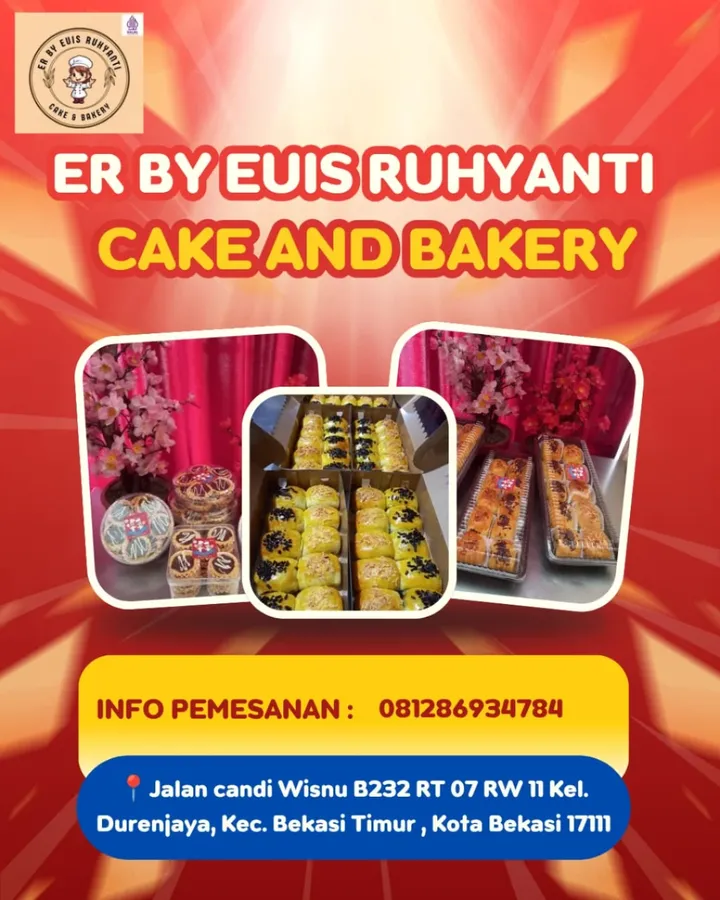 ER BY EUIS RUHYANTI
CAKE & BAKERY
ER BY EUIS RUHYANTI
CAKE AND BAKERY
INFO PEMESANAN : 081286934784
Jalan candi Wisnu B232 RT 07 RW 11 Kel.
Durenjaya, Kec. Bekasi Timur , Kota Bekasi 17111